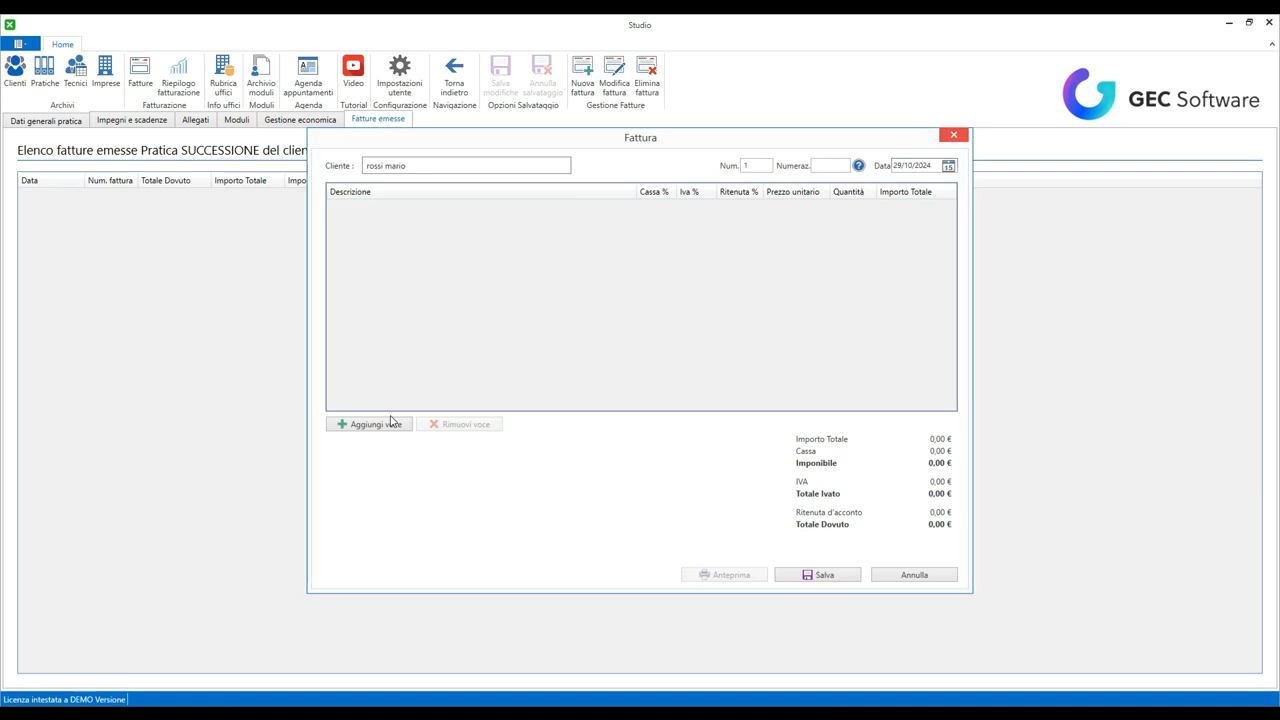 Studio
Home
Clienti
Pratiche
Tecnici
Imprese
Fatture
Riepilogo fatturazione
Rubrica uffici
Archivio moduli
Agenda appuntamenti
Video
Impostazioni utente
Torna indietro
Salva modifiche
Annulla salvataggio
Nuova fattura
Modifica fattura
Elimina fattura
Archivi
Fatturazione
Info uffici
Moduli
Agenda
Tutorial
Configurazione
Navigazione
Opzioni Salvataggio
Gestione Fatture
GEC Software
Dati generali pratica
Impegni e scadenze
Allegati
Moduli
Gestione economica
Fatture emesse
Elenco fatture emesse Pratica SUCCESSIONE del
Data
Num. fattura
Totale Dovuto
Importo Totale
Fattura
Cliente :
rossi mario
Num. 1
Numeraz.
?
Data 29/10/2024
15
Descrizione
Cassa %
Iva %
Ritenuta %
Prezzo unitario
Quantità
Importo Totale
Aggiungi
Rimuovi voce
Importo Totale 0,00 €
Cassa 0,00 €
Imponibile 0,00 €
IVA 0,00 €
Totale Ivato 0,00 €
Ritenuta d'acconto 0,00 €
Totale Dovuto 0,00 €
Anteprima
Salva
Annulla
Licenza intestata a DEMO Versione